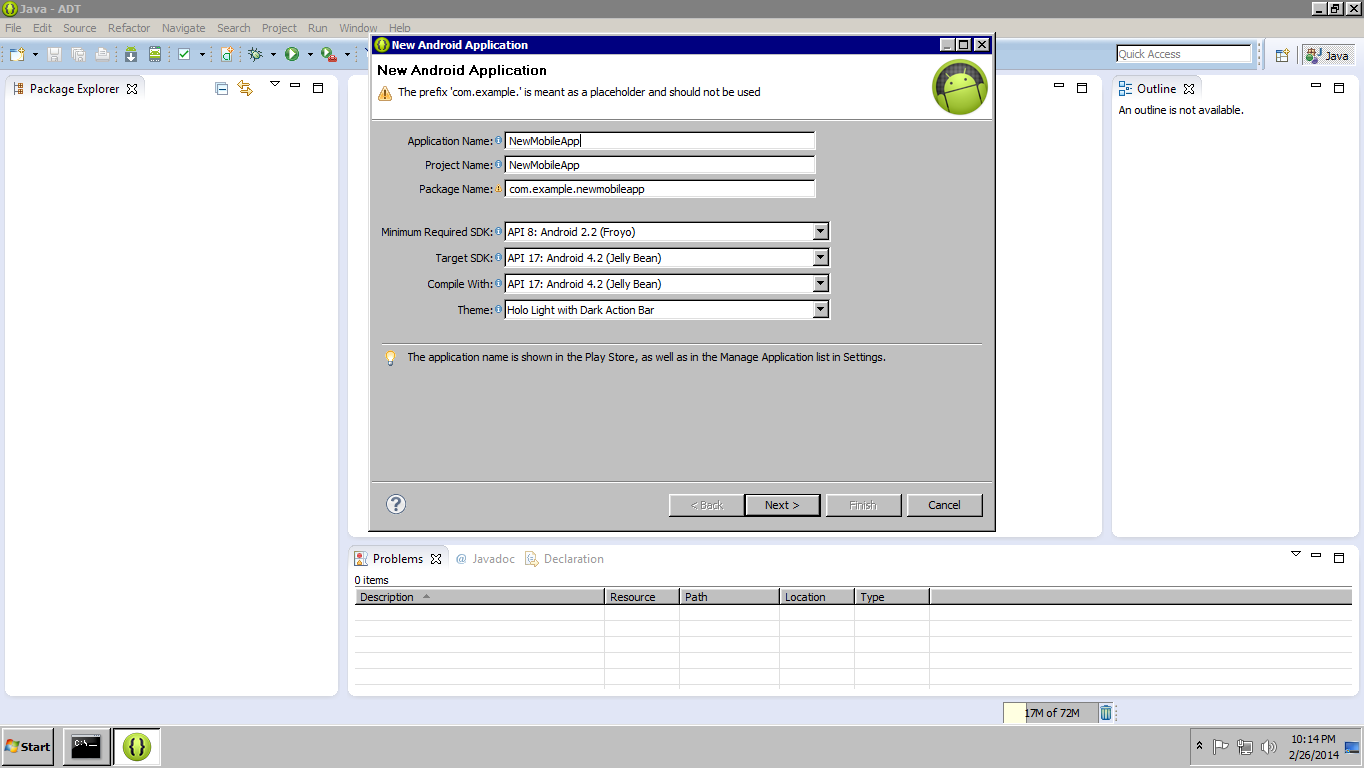 Java - ADT
File Edit Source Refactor Navigate Search Project Run Window Help
Quick Access
Java
Package Explorer
New Android Application
New Android Application
The prefix 'com.example.' is meant as a placeholder and should not be used
Application Name: NewMobileApp
Project Name: NewMobileApp
Package Name: com.example.newmobileapp
Minimum Required SDK: API 8: Android 2.2 (Froyo)
Target SDK: API 17: Android 4.2 (Jelly Bean)
Compile With: API 17: Android 4.2 (Jelly Bean)
Theme: Holo Light with Dark Action Bar
The application name is shown in the Play Store, as well as in the Manage Application list in Settings.
? < Back Next > Finish Cancel
Outline
An outline is not available.
Problems @ Javadoc Declaration
0 items
Description Resource Path Location Type
17M of 72M
Start C:\._ 10:14 PM
2/26/2014